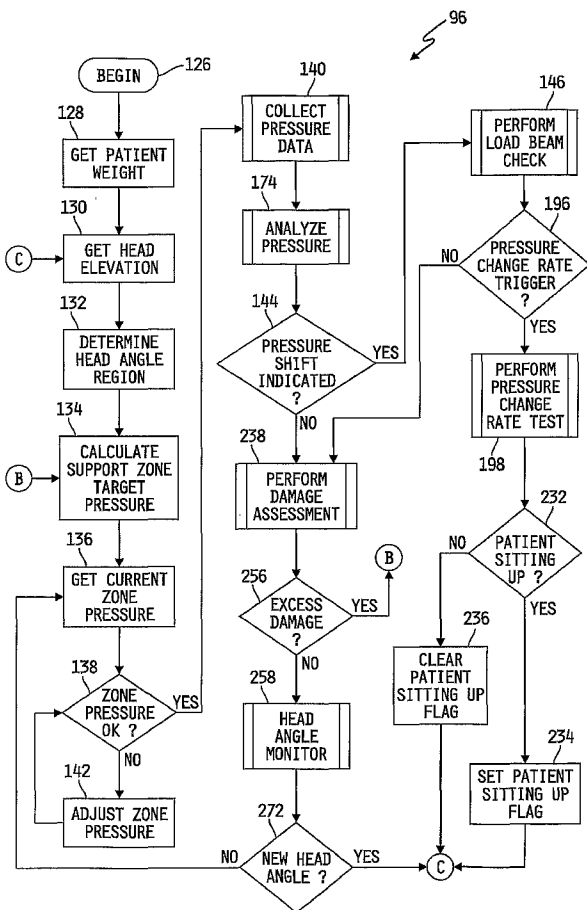 96
BEGIN
126
128
GET PATIENT
WEIGHT
130
C
GET HEAD
ELEVATION
132
DETERMINE
HEAD ANGLE
REGION
134
B
CALCULATE
SUPPORT ZONE
TARGET
PRESSURE
136
GET CURRENT
ZONE
PRESSURE
138
ZONE
PRESSURE
OK ?
YES
NO
142
ADJUST ZONE
PRESSURE
140
COLLECT
PRESSURE
DATA
174
ANALYZE
PRESSURE
144
PRESSURE
SHIFT
INDICATED
?
YES
NO
238
PERFORM
DAMAGE
ASSESSMENT
B
256
EXCESS
DAMAGE
?
YES
NO
258
HEAD
ANGLE
MONITOR
272
NO
NEW HEAD
ANGLE ?
YES
C
146
PERFORM
LOAD BEAM
CHECK
196
NO
PRESSURE
CHANGE RATE
TRIGGER
?
YES
PERFORM
PRESSURE
CHANGE
RATE TEST
198
232
NO
PATIENT
SITTING
UP ?
YES
236
CLEAR
PATIENT
SITTING UP
FLAG
234
SET PATIENT
SITTING UP
FLAG